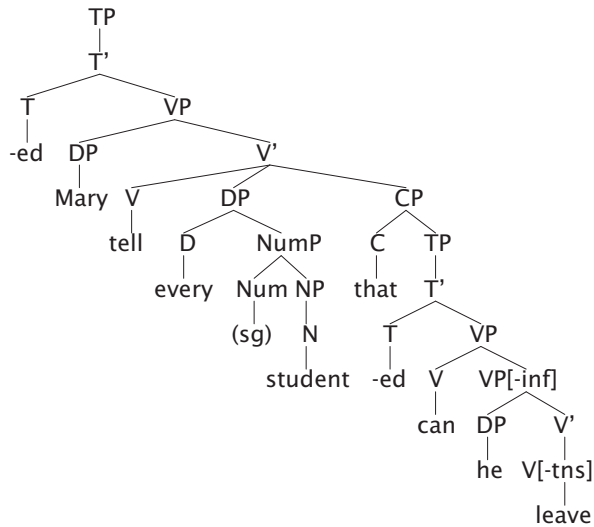 TP
T’
T VP
-ed DP V’
Mary V DP CP
tell D NumP C TP
every Num NP that T’
(sg) N T VP
student -ed V VP[-inf]
can DP V’
he V[-tns]
leave